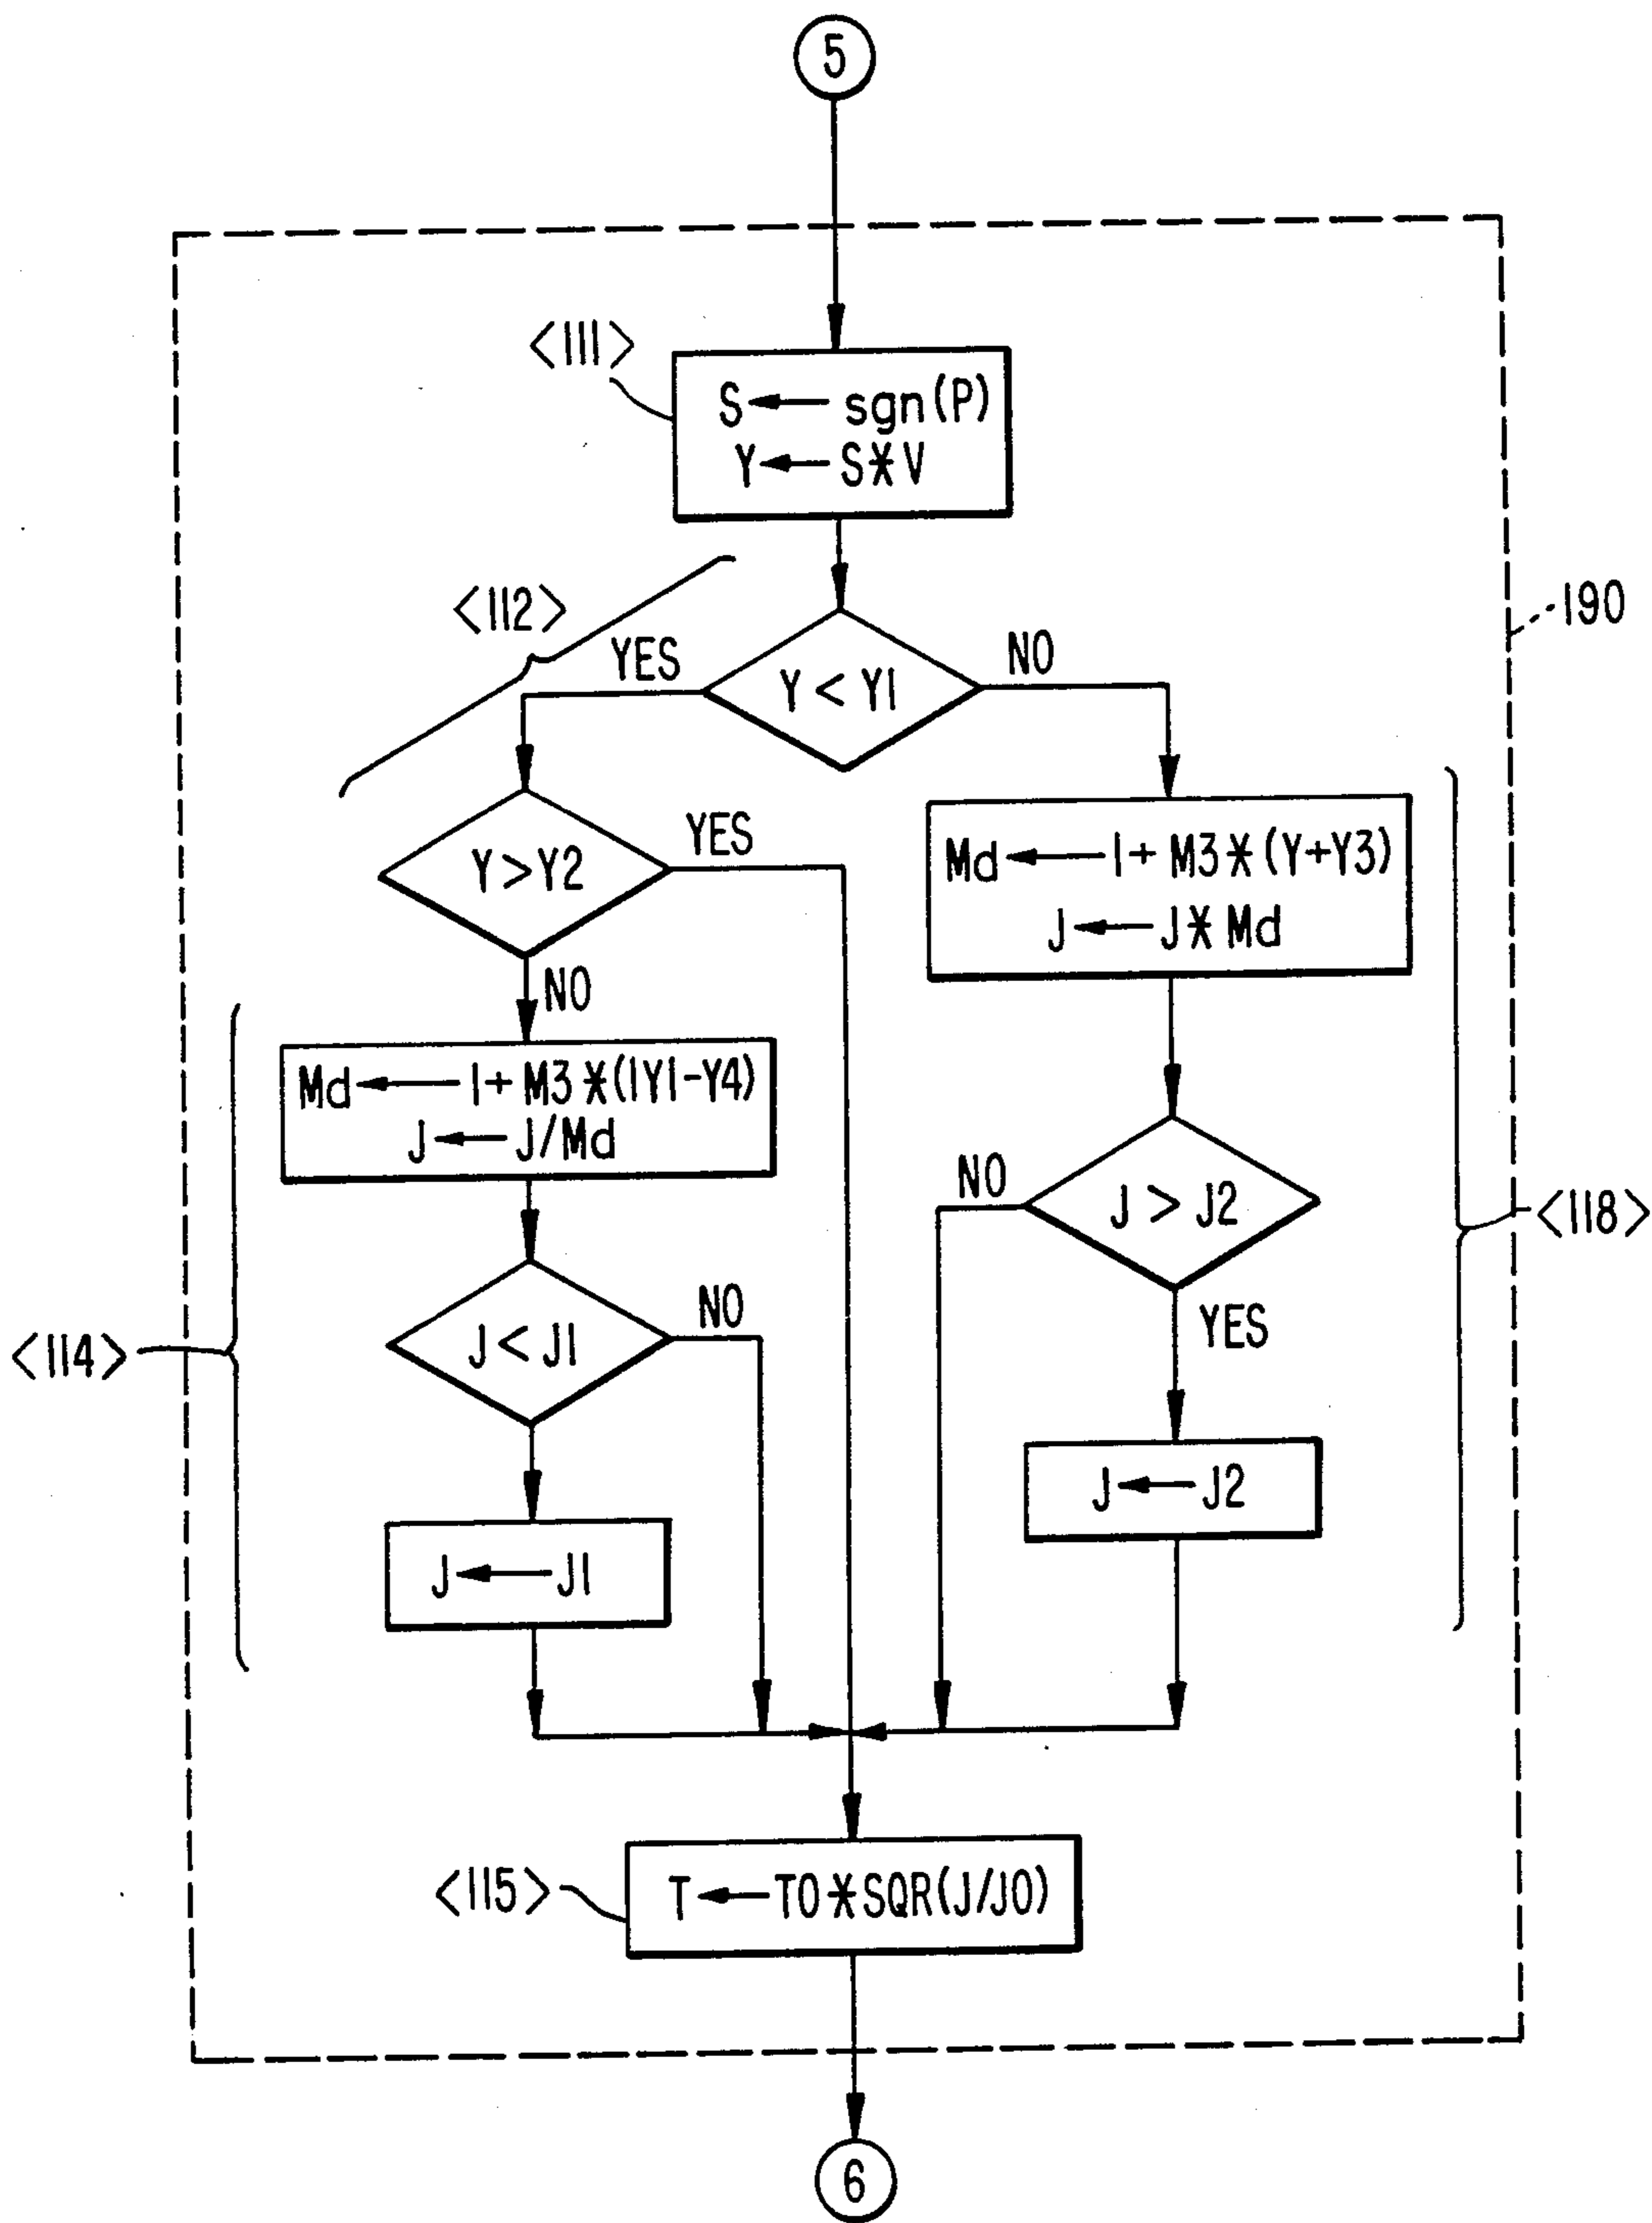 5
<111>
S ← sgn(P)
Y ← S*V
<112>
YES
Y < Y1
NO
190
Y > Y2
YES
Md ← 1 + M3*(Y+Y3)
J ← J * Md
NO
Md ← 1 + M3*(1Y1-Y4)
J ← J/Md
NO
J > J2
<118>
YES
J < J1
NO
<114>
J ← J2
J ← J1
<115>
T ← T0*SQR(J/J0)
6